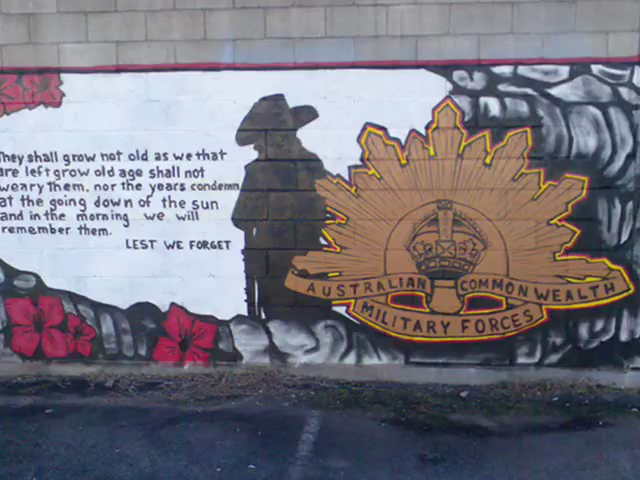 They shall grow not old as we that
are left grow old age shall not
weary them, nor the years condemn
at the going down of the sun
and in the morning we will
remember them.
LEST WE FORGET
AUSTRALIAN COMMONWEALTH
MILITARY FORCES